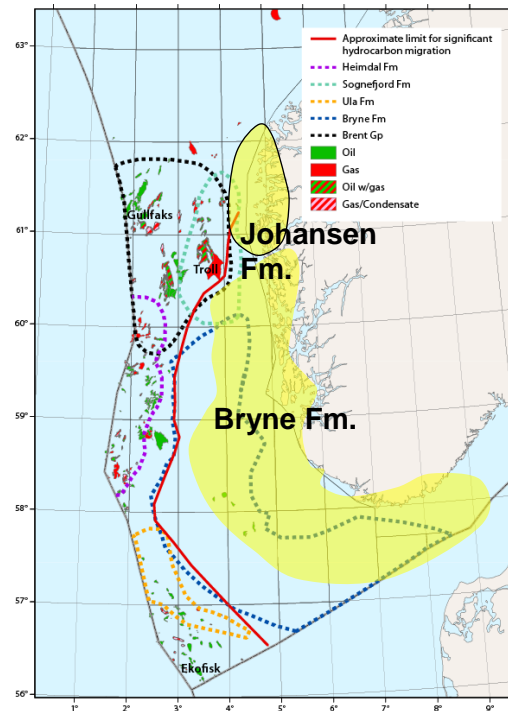 63°
62°
61°
60°
59°
58°
57°
56°
Approximate limit for significant
hydrocarbon migration
Heimdal Fm
Sognefjord Fm
Ula Fm
Bryne Fm
Brent Gp
Oil
Gas
Oil w/gas
Gas/Condensate
Gullfaks
Troll
Johansen
Fm.
Bryne Fm.
Ekofisk
1° 2° 3° 4° 5° 6° 7° 8° 9°